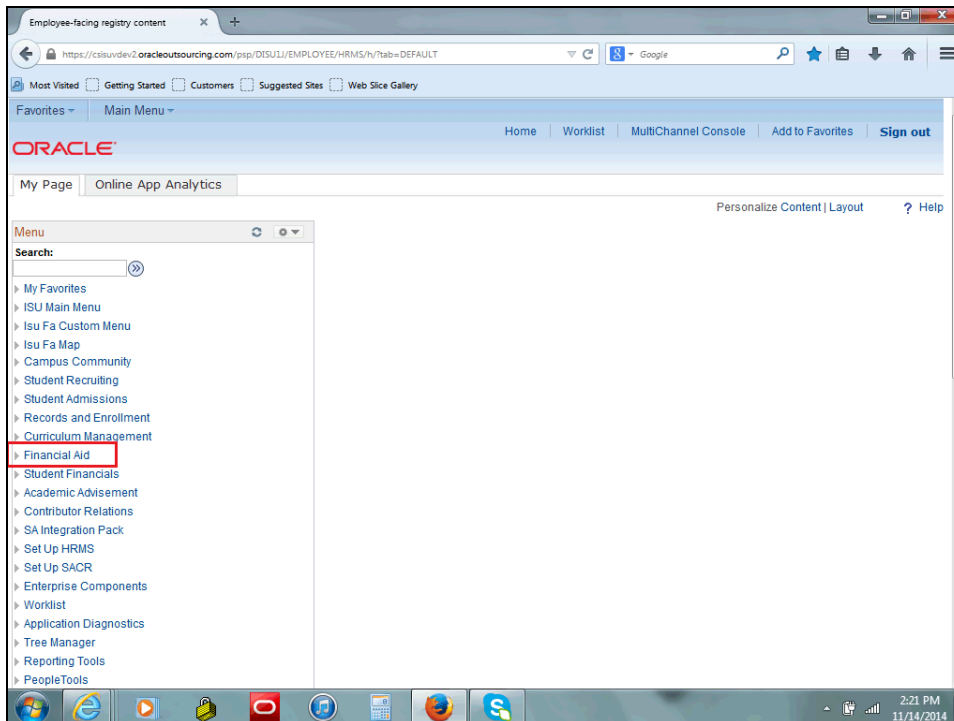 Employee-facing registry content
https://csisuvdev2.oracleoutsourcing.com/psp/DISU1J/EMPLOYEE/HRMS/h/?tab=DEFAULT
Google
Most Visited Getting Started Customers Suggested Sites Web Slice Gallery
Favorites Main Menu
Home Worklist MultiChannel Console Add to Favorites Sign out
ORACLE
My Page Online App Analytics
Personalize Content | Layout ? Help
Menu
Search:
My Favorites
ISU Main Menu
Isu Fa Custom Menu
Isu Fa Map
Campus Community
Student Recruiting
Student Admissions
Records and Enrollment
Curriculum Management
Financial Aid
Student Financials
Academic Advisement
Contributor Relations
SA Integration Pack
Set Up HRMS
Set Up SACR
Enterprise Components
Worklist
Application Diagnostics
Tree Manager
Reporting Tools
PeopleTools
2:21 PM
11/14/2014